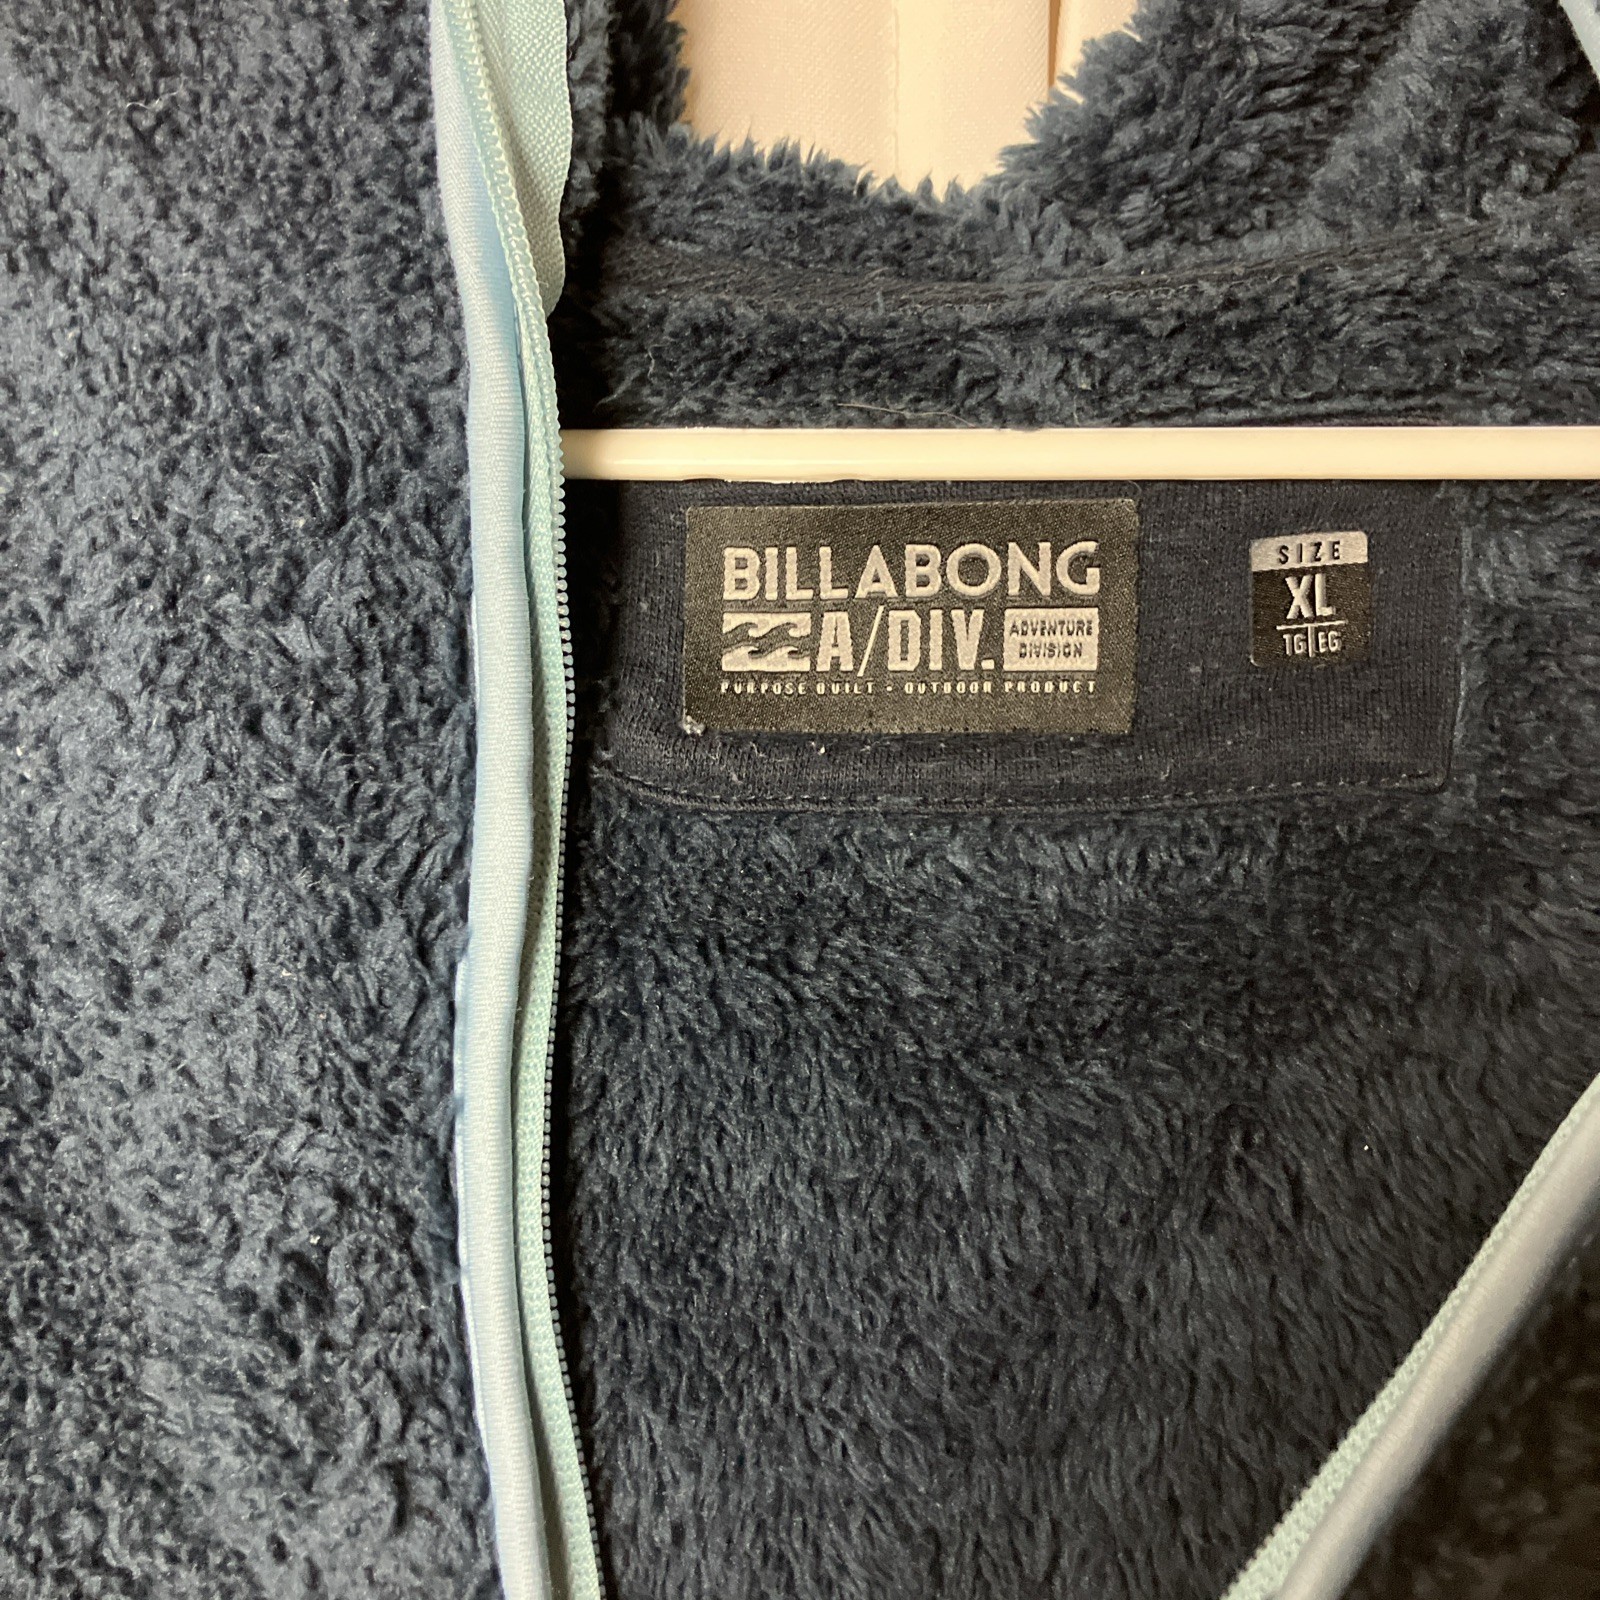 BILLABONG
A/DIV.
ADVENTURE
DIVISION
PURPOSE BUILT • OUTDOOR PRODUCT
SIZE
XL
TG|EG